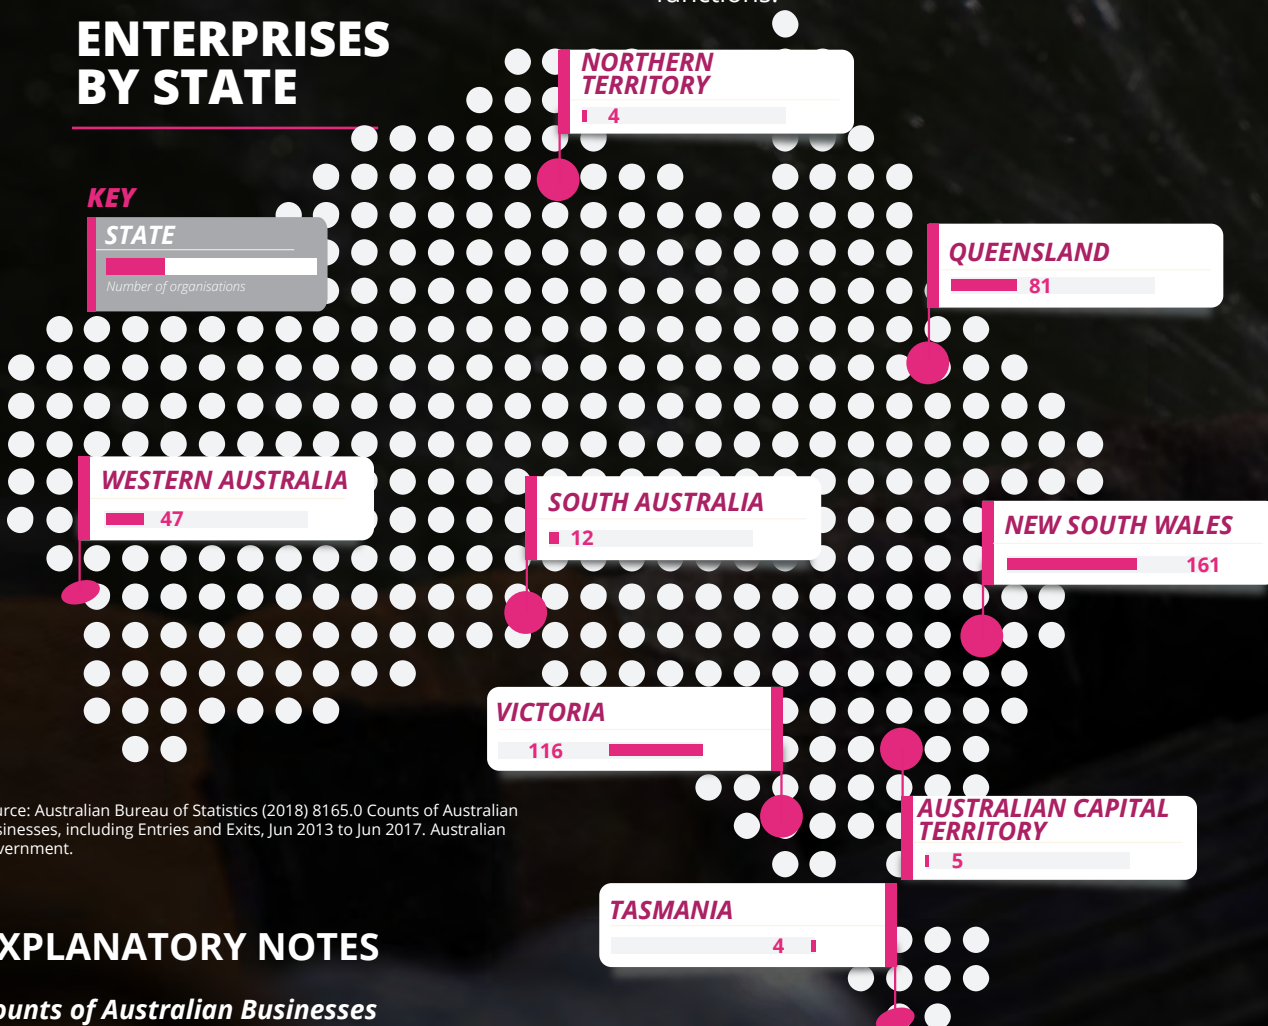 functions.
ENTERPRISES
BY STATE
NORTHERN
TERRITORY
4
KEY
STATE
Number of organisations
QUEENSLAND
81
WESTERN AUSTRALIA
47
SOUTH AUSTRALIA
12
NEW SOUTH WALES
161
VICTORIA
116
AUSTRALIAN CAPITAL
TERRITORY
5
TASMANIA
4
urce: Australian Bureau of Statistics (2018) 8165.0 Counts of Australian
sinesses, including Entries and Exits, Jun 2013 to Jun 2017. Australian
vernment.
XPLANATORY NOTES
ounts of Australian Businesses